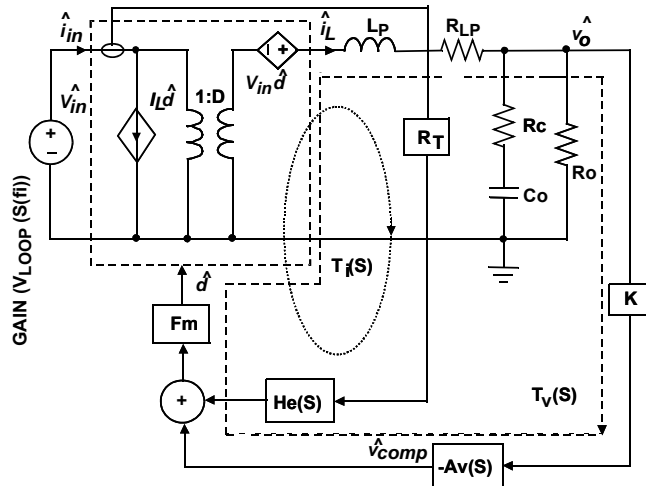 î_in
î_L
L_P
R_LP
v̂_o
V̂_in
+
−
I_L d̂
1:D
V_in d̂
+
R_T
Rc
Ro
Co
GAIN (V_LOOP (S(fi))
T_i(S)
d̂
Fm
K
+
He(S)
T_V(S)
v̂_comp
-Av(S)